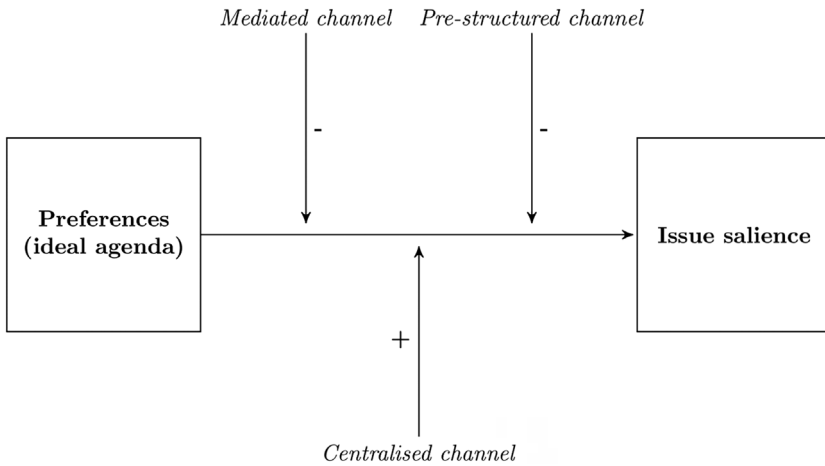 Mediated channel
Pre-structured channel
-
-
Preferences
(ideal agenda)
Issue salience
+
Centralised channel